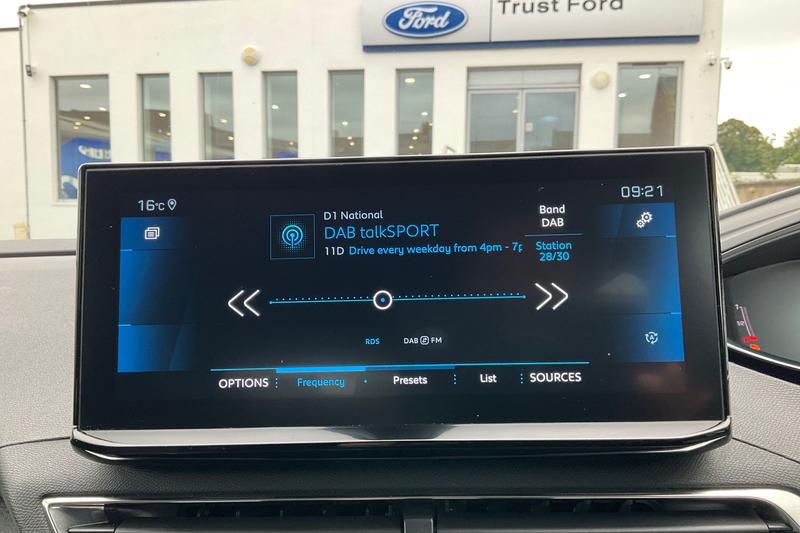 Ford
Trust Ford
16°C
09:21
D1 National
DAB talkSPORT
11D Drive every weekday from 4pm - 7p
Band
DAB
Station
28/30
RDS
DAB FM
OPTIONS
Frequency
Presets
List
SOURCES